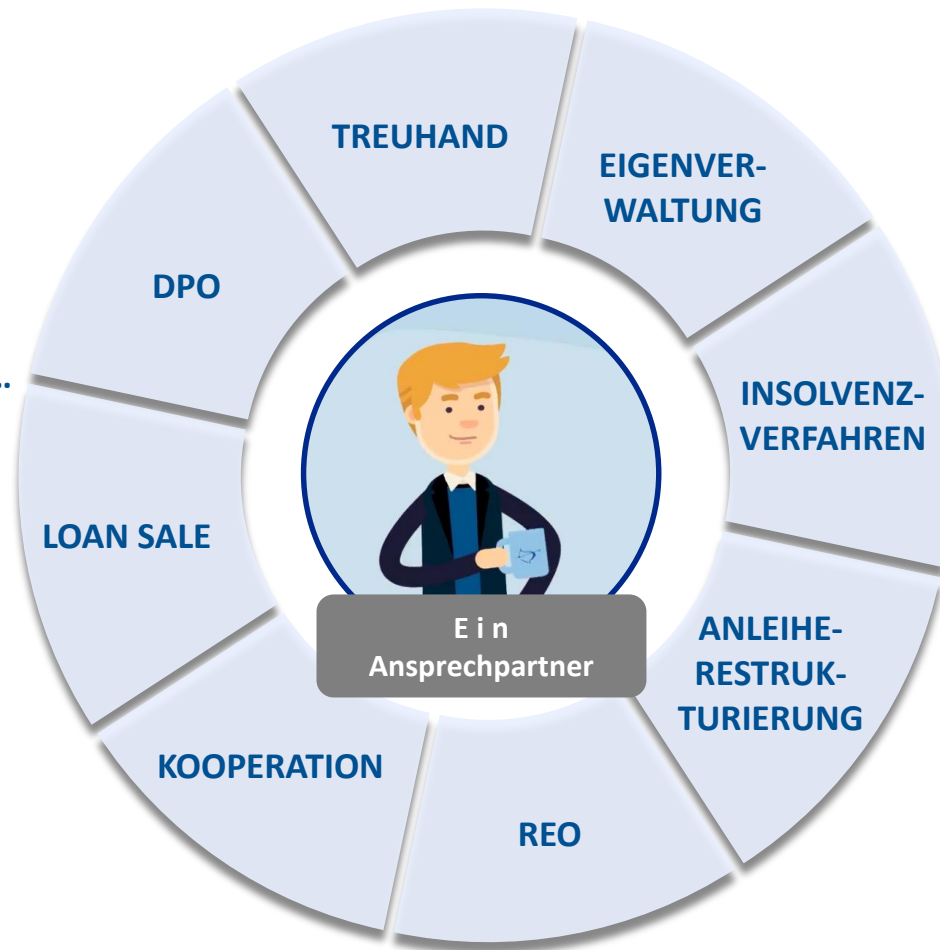 TREUHAND
EIGENVER-
WALTUNG
INSOLVENZ-
VERFAHREN
ANLEIHE-
RESTRUK-
TURIERUNG
REO
KOOPERATION
LOAN SALE
DPO
..
E i n
Ansprechpartner